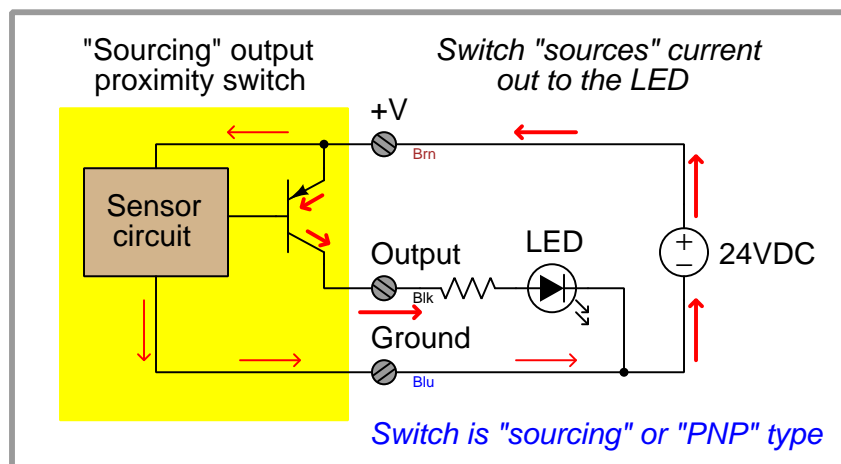 "Sourcing" output
proximity switch
Switch "sources" current
out to the LED
+V
Brn
Sensor
circuit
Output
Blk
LED
+
−
24VDC
Ground
Blu
Switch is "sourcing" or "PNP" type